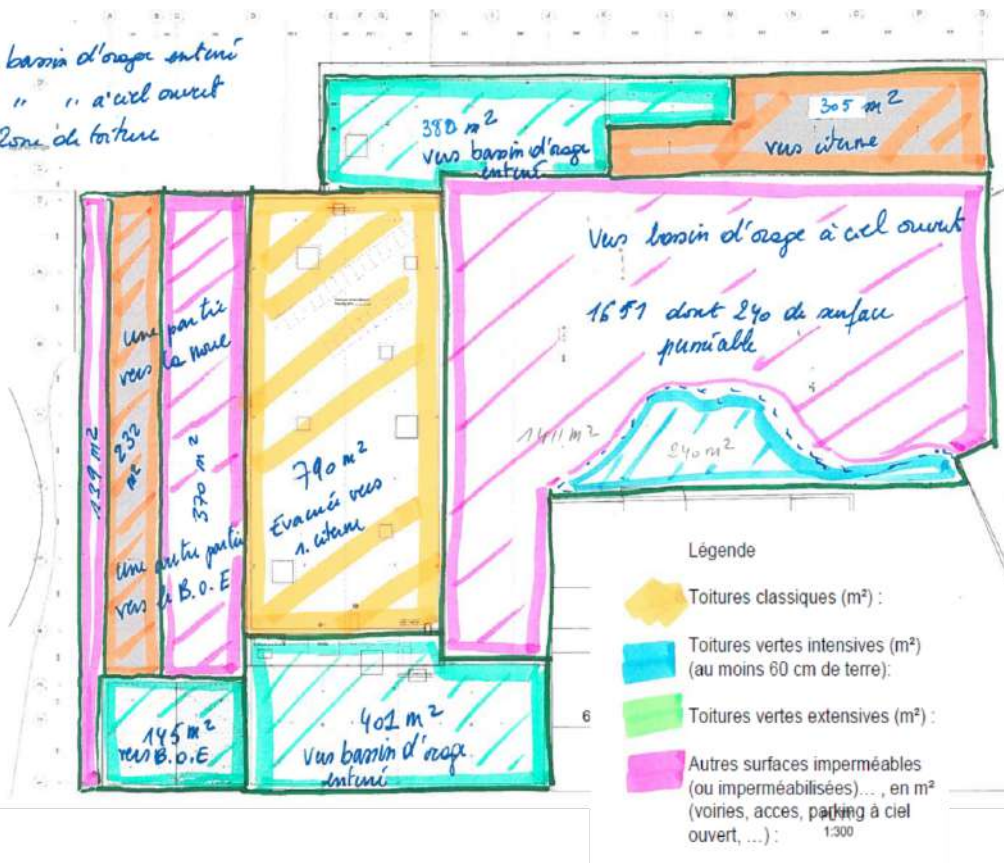 bassin d'orage enterré
" " à ciel ouvert
Zone de toiture
A B C D E F G H I J K L M N O P Q
380 m²
vers bassin d'orage
enterré
305 m²
vers citerne
Vers bassin d'orage à ciel ouvert
1651 dont 240 de surface
perméable
1411 m²
240 m²
139 m²
232
m²
370 m²
une partie
vers la noue
une autre partie
vers le B.O.E
790 m²
Evacuée vers
1. citerne
145 m²
vers B.O.E
401 m²
vers bassin d'orage
enterré
6
Légende
Toitures classiques (m²) :
Toitures vertes intensives (m²)
(au moins 60 cm de terre):
Toitures vertes extensives (m²) :
Autres surfaces imperméables
(ou imperméabilisées)... , en m²
(voiries, acces, parking à ciel
ouvert, ...) :
1:300